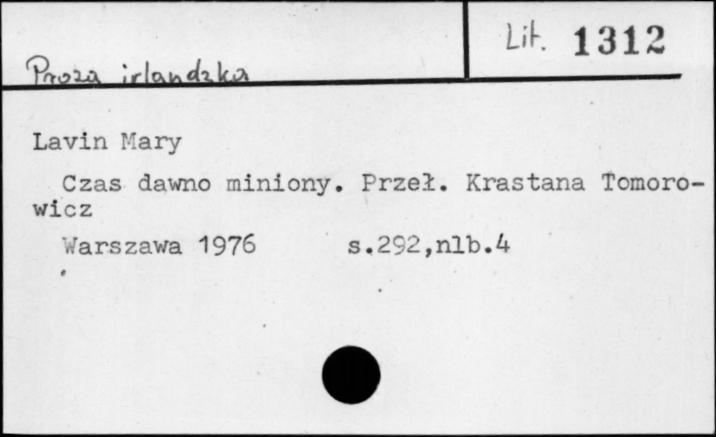 Lit. 1312
Proza irlandzka
Lavin Mary
Czas dawno miniony. Przeł. Krastana Tomoro-
wicz
Warszawa 1976 s.292,nlb.4